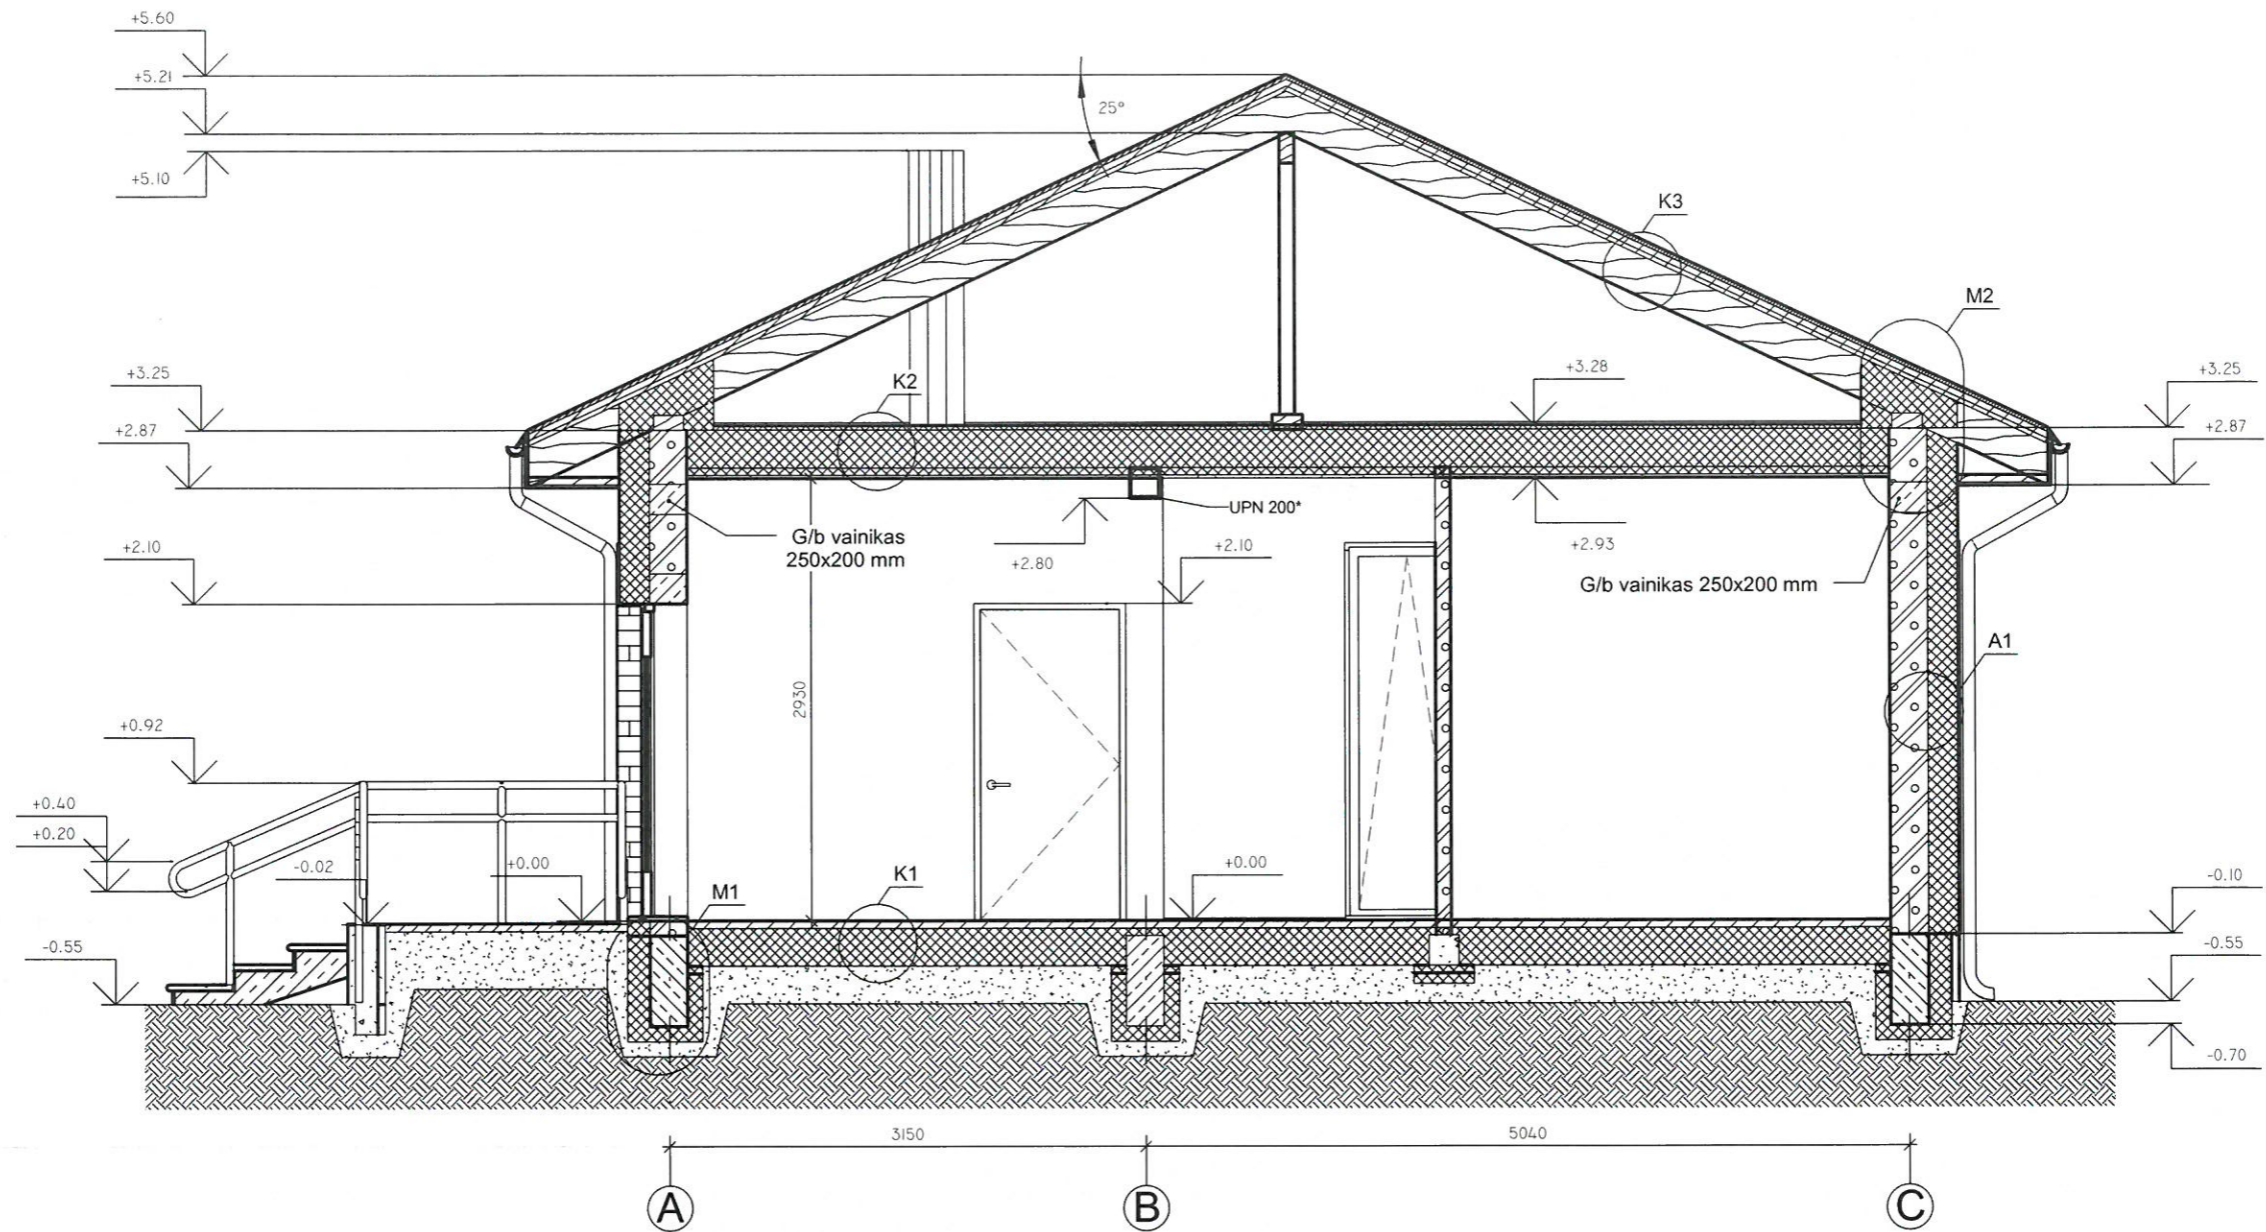 +5.60
+5.21
+5.10
25°
K3
M2
+3.25
K2
+3.28
+3.25
+2.87
+2.87
UPN 200*
G/b vainikas
250x200 mm
+2.10
+2.80
+2.10
+2.93
G/b vainikas 250x200 mm
A1
2930
+0.92
+0.40
+0.20
-0.02
+0.00
M1
K1
+0.00
-0.10
-0.55
-0.55
-0.70
3150
5040
A
B
C